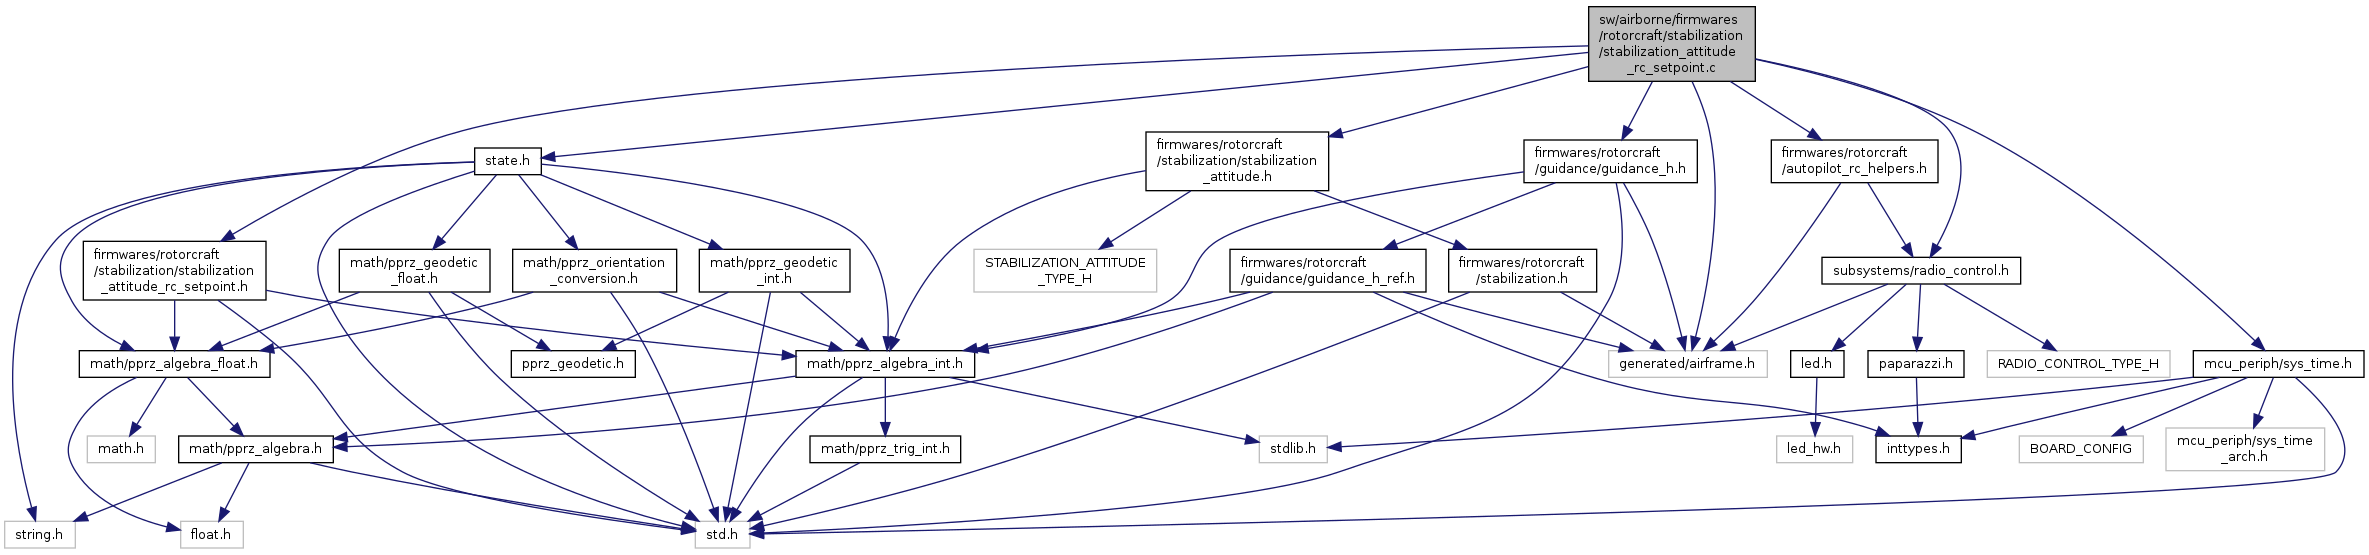 sw/airborne/firmwares
/rotorcraft/stabilization
/stabilization_attitude
_rc_setpoint.c
firmwares/rotorcraft
/stabilization/stabilization
_attitude.h
firmwares/rotorcraft
/guidance/guidance_h.h
firmwares/rotorcraft
/autopilot_rc_helpers.h
state.h
firmwares/rotorcraft
/stabilization/stabilization
_attitude_rc_setpoint.h
math/pprz_geodetic
_float.h
math/pprz_orientation
_conversion.h
math/pprz_geodetic
_int.h
STABILIZATION_ATTITUDE
_TYPE_H
firmwares/rotorcraft
/guidance/guidance_h_ref.h
firmwares/rotorcraft
/stabilization.h
subsystems/radio_control.h
math/pprz_algebra_float.h
pprz_geodetic.h
math/pprz_algebra_int.h
generated/airframe.h
led.h
paparazzi.h
RADIO_CONTROL_TYPE_H
mcu_periph/sys_time.h
math.h
math/pprz_algebra.h
math/pprz_trig_int.h
stdlib.h
led_hw.h
inttypes.h
BOARD_CONFIG
mcu_periph/sys_time
_arch.h
string.h
float.h
std.h